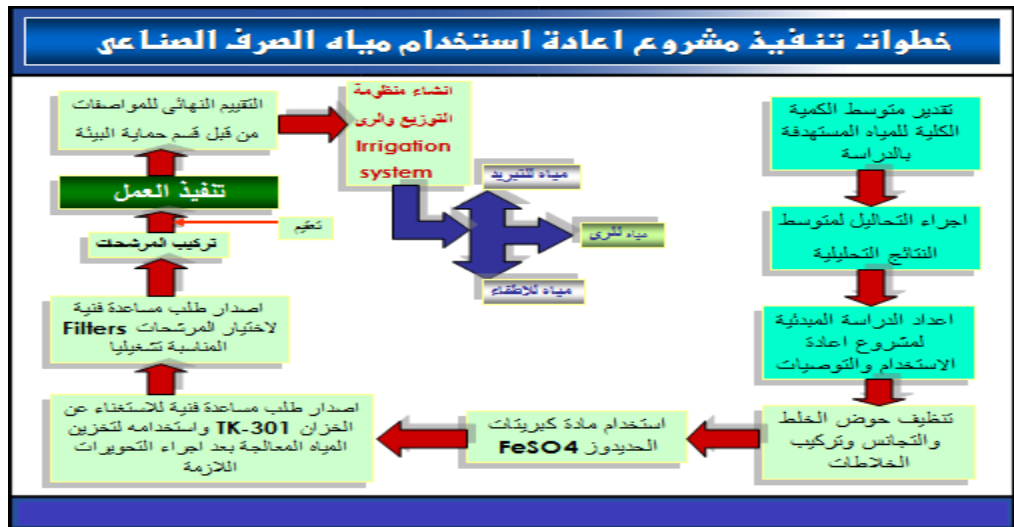 خطوات تنفيذ مشروع اعادة استخدام مياه الصرف الصناعى
تقدير متوسط الكمية
الكلية للمياه المستهدفة
بالدراسة
اجراء التحاليل لمتوسط
النتائج التحليلية
اعداد الدراسة المبدئية
لمشروع اعادة
الاستخدام والتوصيات
تنظيف حوض الخلط
والتجانس وتركيب
الخلاطات
استخدام مادة كبريتات
الحديدوز FeSO4
اصدار طلب مساعدة فنية للاستغناء عن
الخزان TK-301 واستخدامه لتخزين
المياه المعالجة بعد اجراء التحويرات
اللازمة
اصدار طلب مساعدة فنية
لاختيار المرشحات Filters
المناسبة تشغيليا
تركيب المرشحات
تعقيم
تنفيذ العمل
التقييم النهائى للمواصفات
من قبل قسم حماية البيئة
انشاء منظومة
التوزيع والرى
Irrigation
system
مياه للتبريد
مياه للرى
مياه للاطفاء